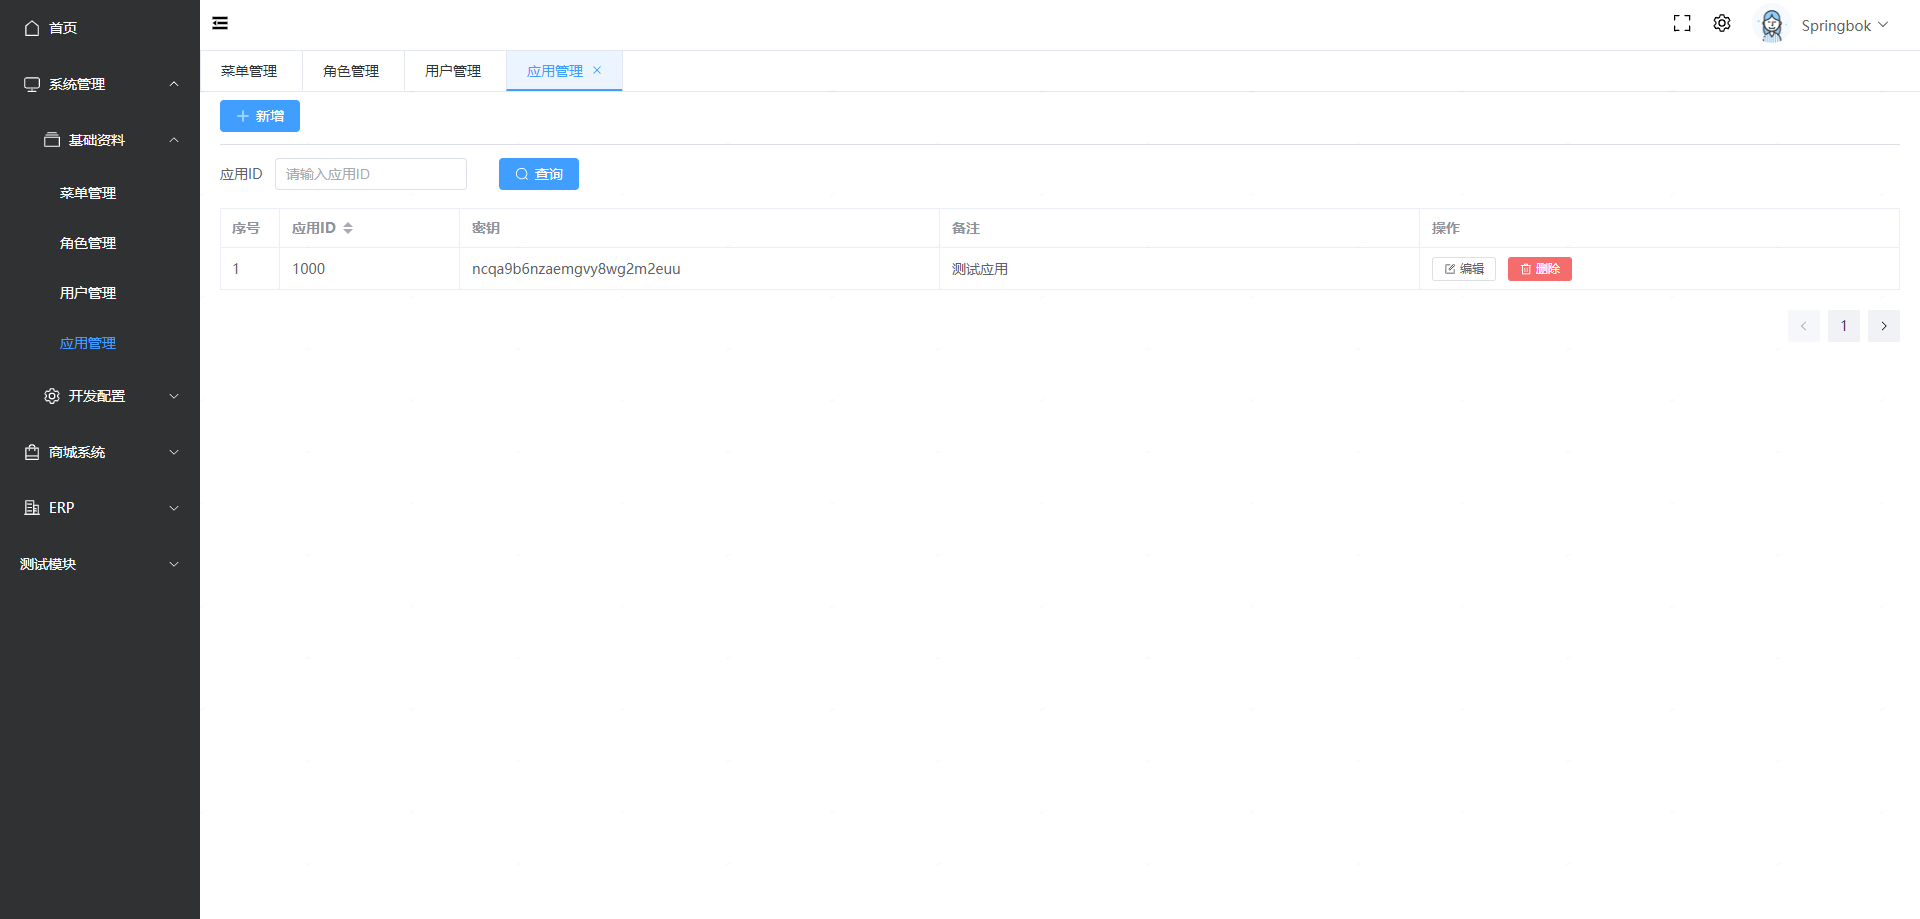 首页
系统管理
基础资料
菜单管理
角色管理
用户管理
应用管理
开发配置
商城系统
ERP
测试模块
Springbok
菜单管理 角色管理 用户管理 应用管理
新增
应用ID 请输入应用ID 查询
序号 应用ID 密钥 备注 操作
1 1000 ncqa9b6nzaemgvy8wg2m2euu 测试应用 编辑 删除
1